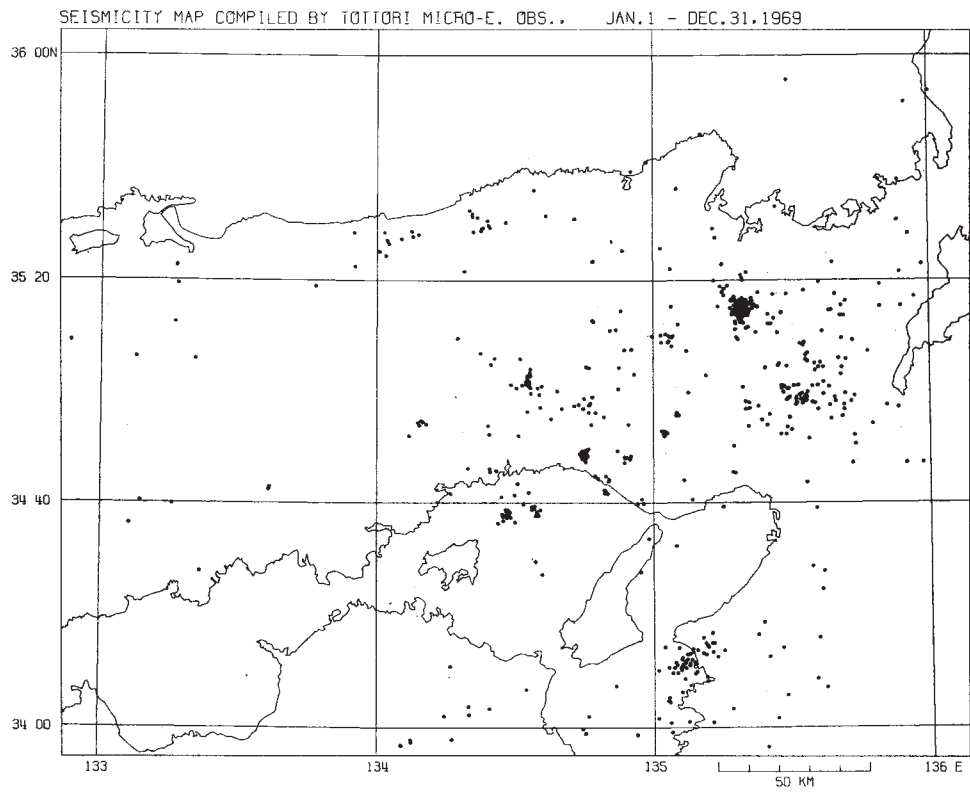 SEISMICITY MAP COMPILED BY TOTTORI MICRO-E. OBS., JAN.1 - DEC.31.1969
36 00N
35 20
34 40
34 00
133 134 135 136 E
50 KM